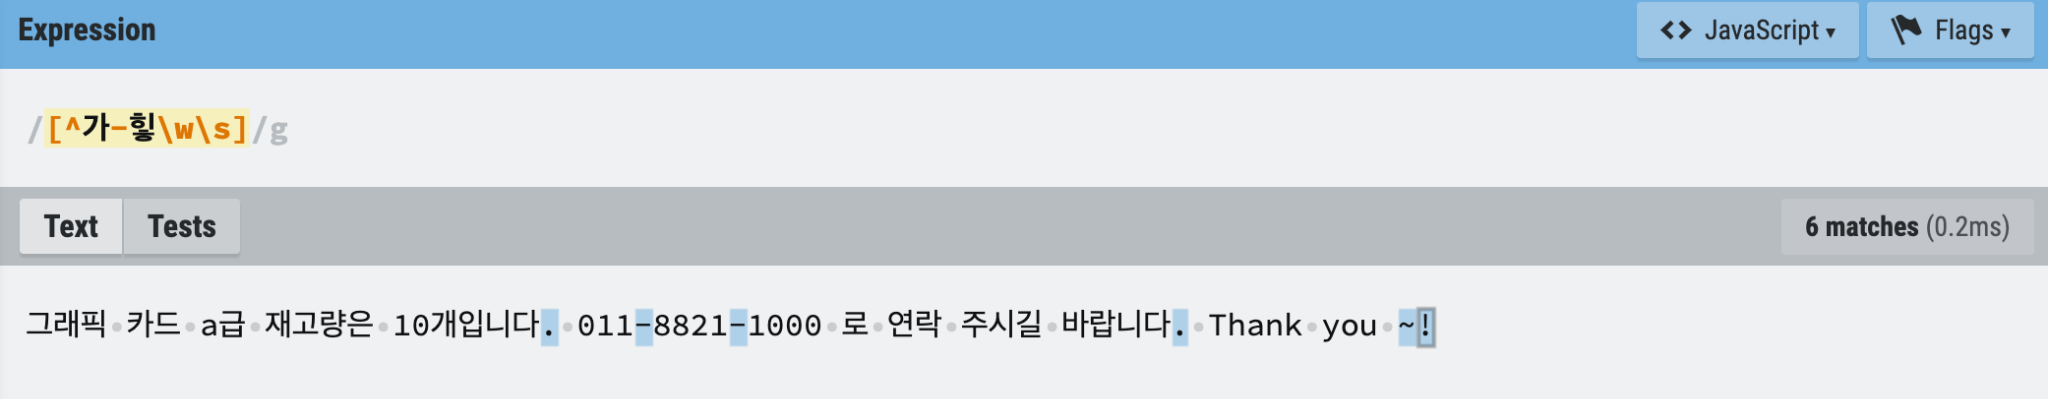 Expression
<> JavaScript ▾
Flags ▾
/[^가-힣\w\s]/g
Text
Tests
6 matches (0.2ms)
그래픽 카드 a급 재고량은 10개입니다. 011-8821-1000 로 연락 주시길 바랍니다. Thank you ~!